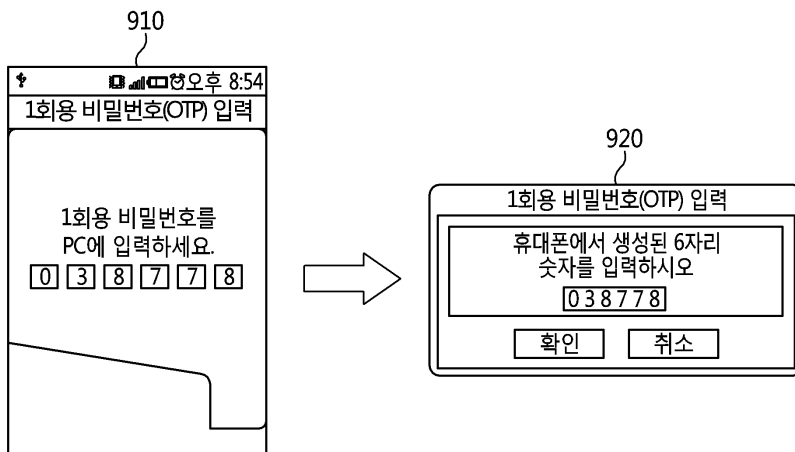 910
오후 8:54
1회용 비밀번호(OTP) 입력
1회용 비밀번호를
PC에 입력하세요.
0 3 8 7 7 8
920
1회용 비밀번호(OTP) 입력
휴대폰에서 생성된 6자리
숫자를 입력하시오
038778
확인 취소